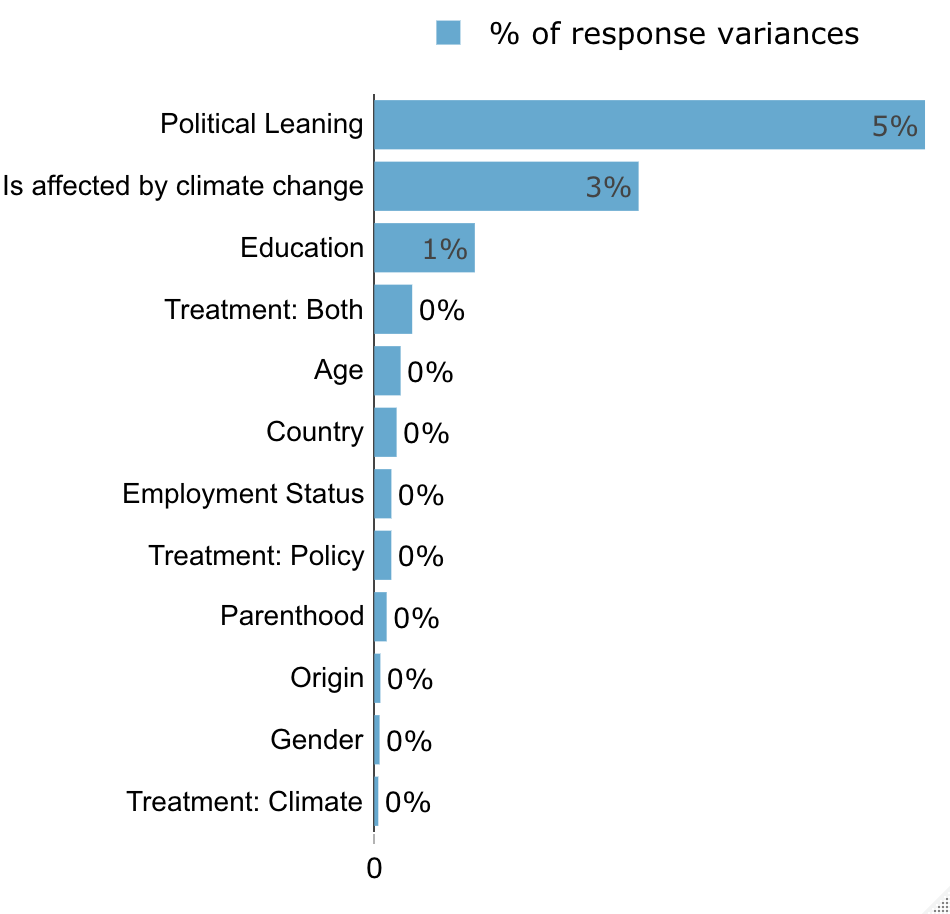 % of response variances
Political Leaning 5%
Is affected by climate change 3%
Education 1%
Treatment: Both 0%
Age 0%
Country 0%
Employment Status 0%
Treatment: Policy 0%
Parenthood 0%
Origin 0%
Gender 0%
Treatment: Climate 0%
0